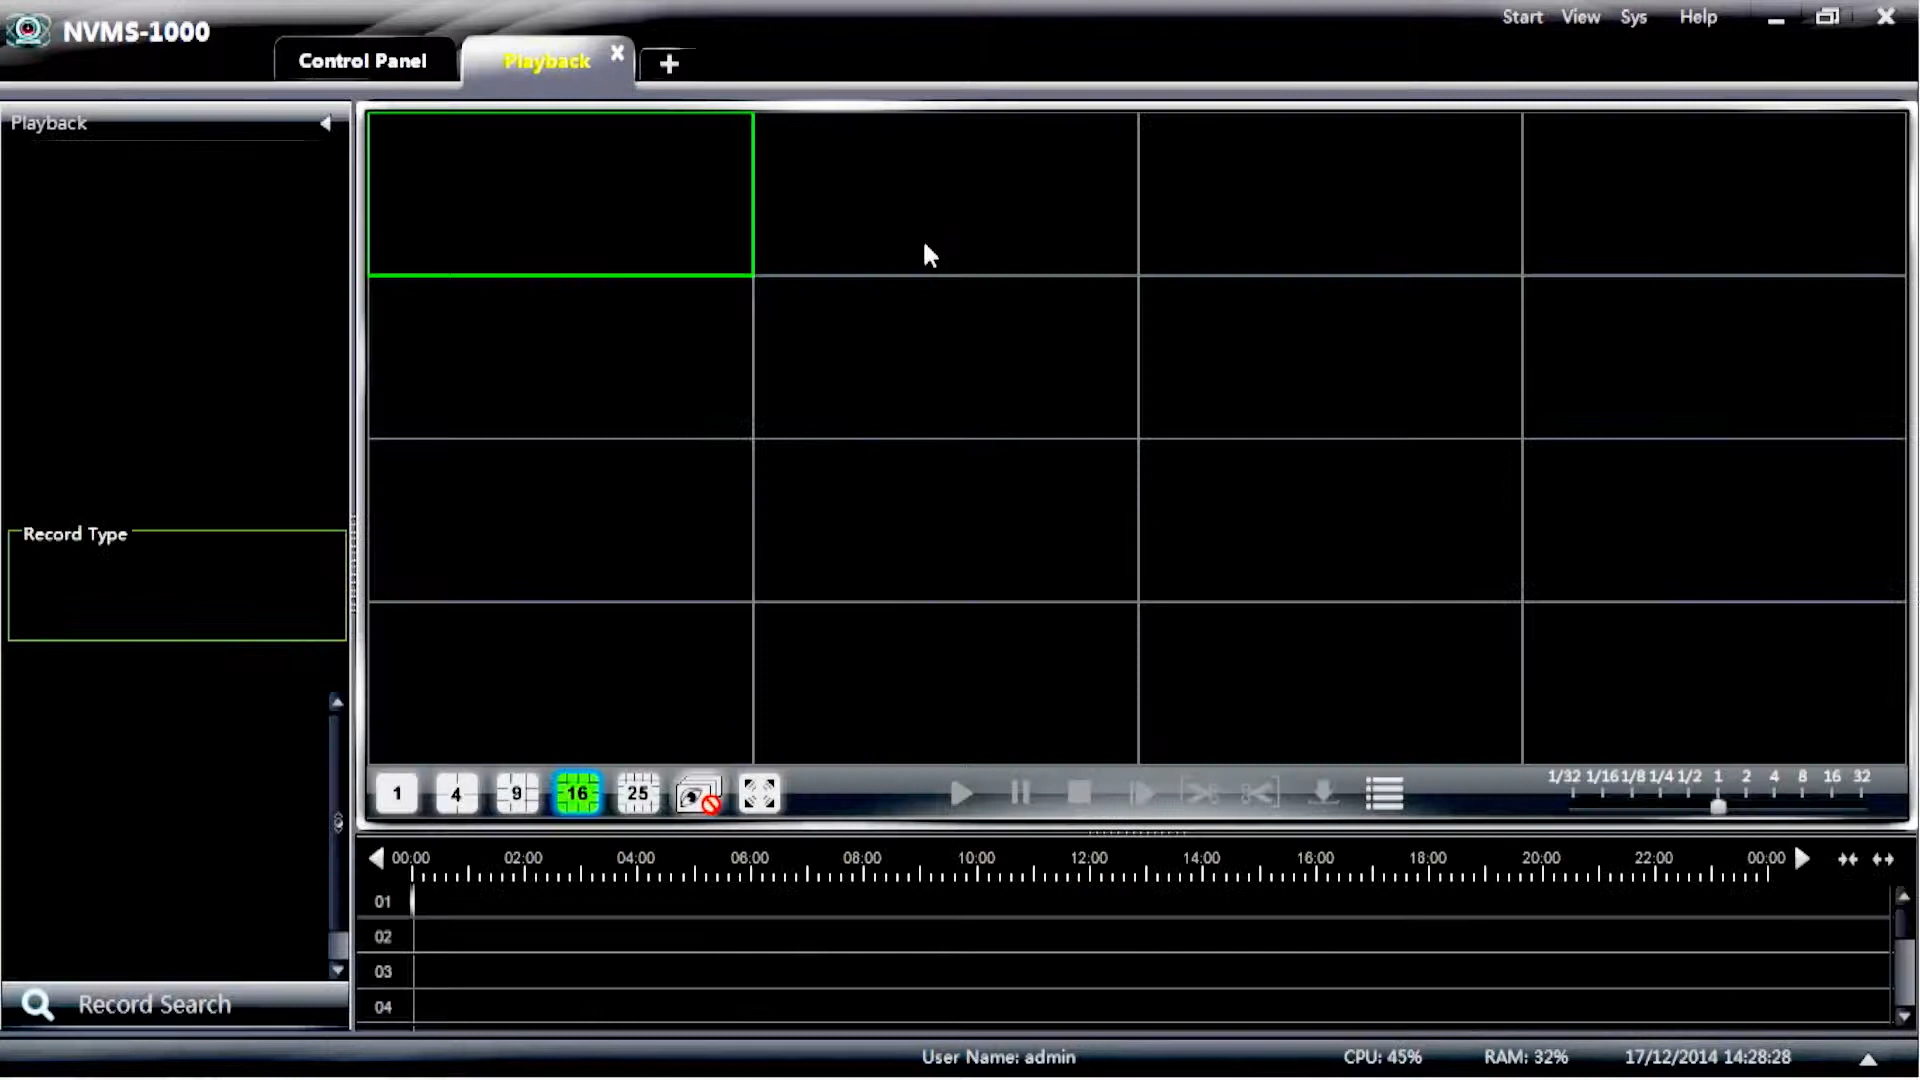 NVMS-1000
Start View Sys Help
Control Panel
Playback
x
+
Playback
Record Type
1 4 9 16 25
1/32 1/16 1/8 1/4 1/2 1 2 4 8 16 32
00:00 02:00 04:00 06:00 08:00 10:00 12:00 14:00 16:00 18:00 20:00 22:00 00:00
01
02
03
04
Record Search
User Name: admin CPU: 45% RAM: 32% 17/12/2014 14:28:28